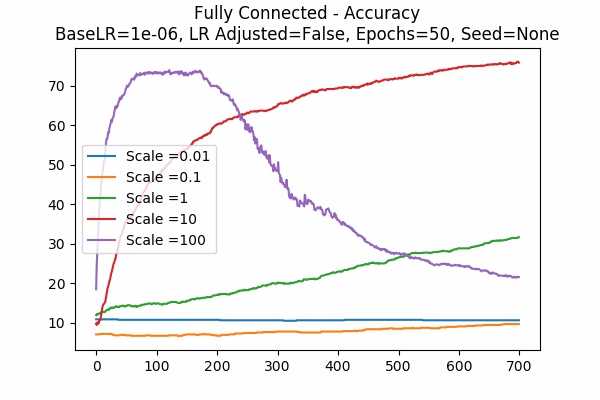 Fully Connected - Accuracy
BaseLR=1e-06, LR Adjusted=False, Epochs=50, Seed=None
70
60
50
40
30
20
10
Scale =0.01
Scale =0.1
Scale =1
Scale =10
Scale =100
0 100 200 300 400 500 600 700